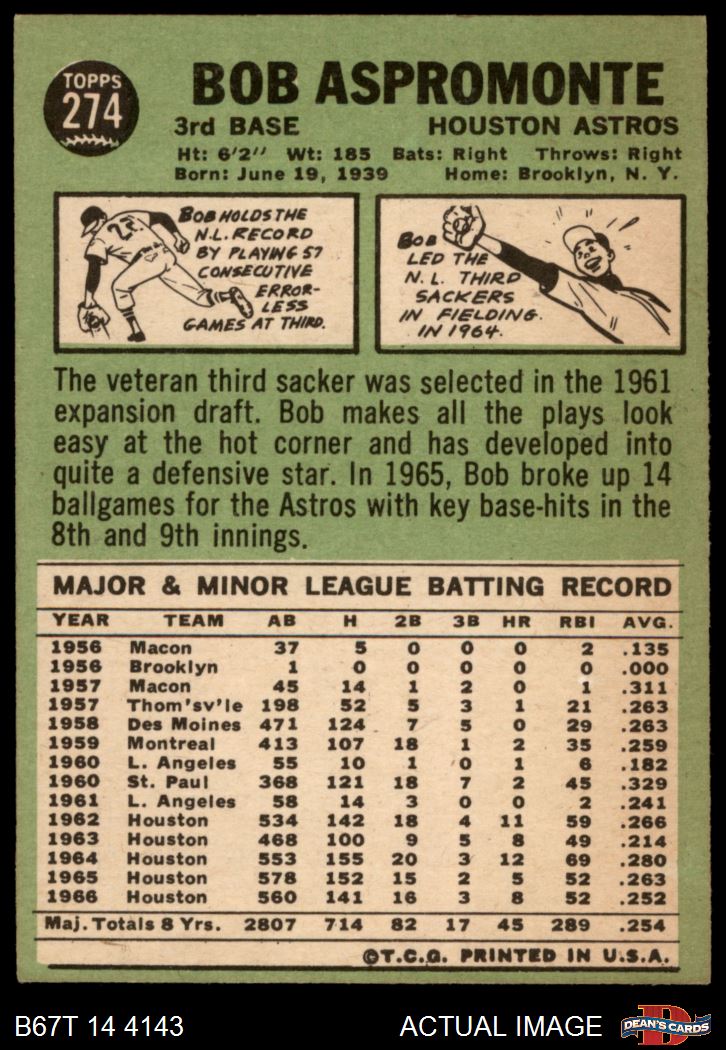 TOPPS
274
BOB ASPROMONTE
3rd BASE HOUSTON ASTROS
Ht: 6'2" Wt: 185 Bats: Right Throws: Right
Born: June 19, 1939 Home: Brooklyn, N. Y.
BOB HOLDS THE
N.L. RECORD
BY PLAYING 57
CONSECUTIVE
ERROR-
LESS
GAMES AT THIRD.
BOB
LED THE
N.L. THIRD
SACKERS
IN FIELDING
IN 1964.
The veteran third sacker was selected in the 1961
expansion draft. Bob makes all the plays look
easy at the hot corner and has developed into
quite a defensive star. In 1965, Bob broke up 14
ballgames for the Astros with key base-hits in the
8th and 9th innings.
MAJOR & MINOR LEAGUE BATTING RECORD
YEAR TEAM AB H 2B 3B HR RBI AVG.
1956 Macon 37 5 0 0 0 2 .135
1956 Brooklyn 1 0 0 0 0 0 .000
1957 Macon 45 14 1 2 0 1 .311
1957 Thom'sv'le 198 52 5 3 1 21 .263
1958 Des Moines 471 124 7 5 0 29 .263
1959 Montreal 413 107 18 1 2 35 .259
1960 L. Angeles 55 10 1 0 1 6 .182
1960 St. Paul 368 121 18 7 2 45 .329
1961 L. Angeles 58 14 3 0 0 2 .241
1962 Houston 534 142 18 4 11 59 .266
1963 Houston 468 100 9 5 8 49 .214
1964 Houston 553 155 20 3 12 69 .280
1965 Houston 578 152 15 2 5 52 .263
1966 Houston 560 141 16 3 8 52 .252
Maj. Totals 8 Yrs. 2807 714 82 17 45 289 .254
©T.C.G. PRINTED IN U.S.A.
B67T 14 4143 ACTUAL IMAGE
D
DEAN'S CARDS